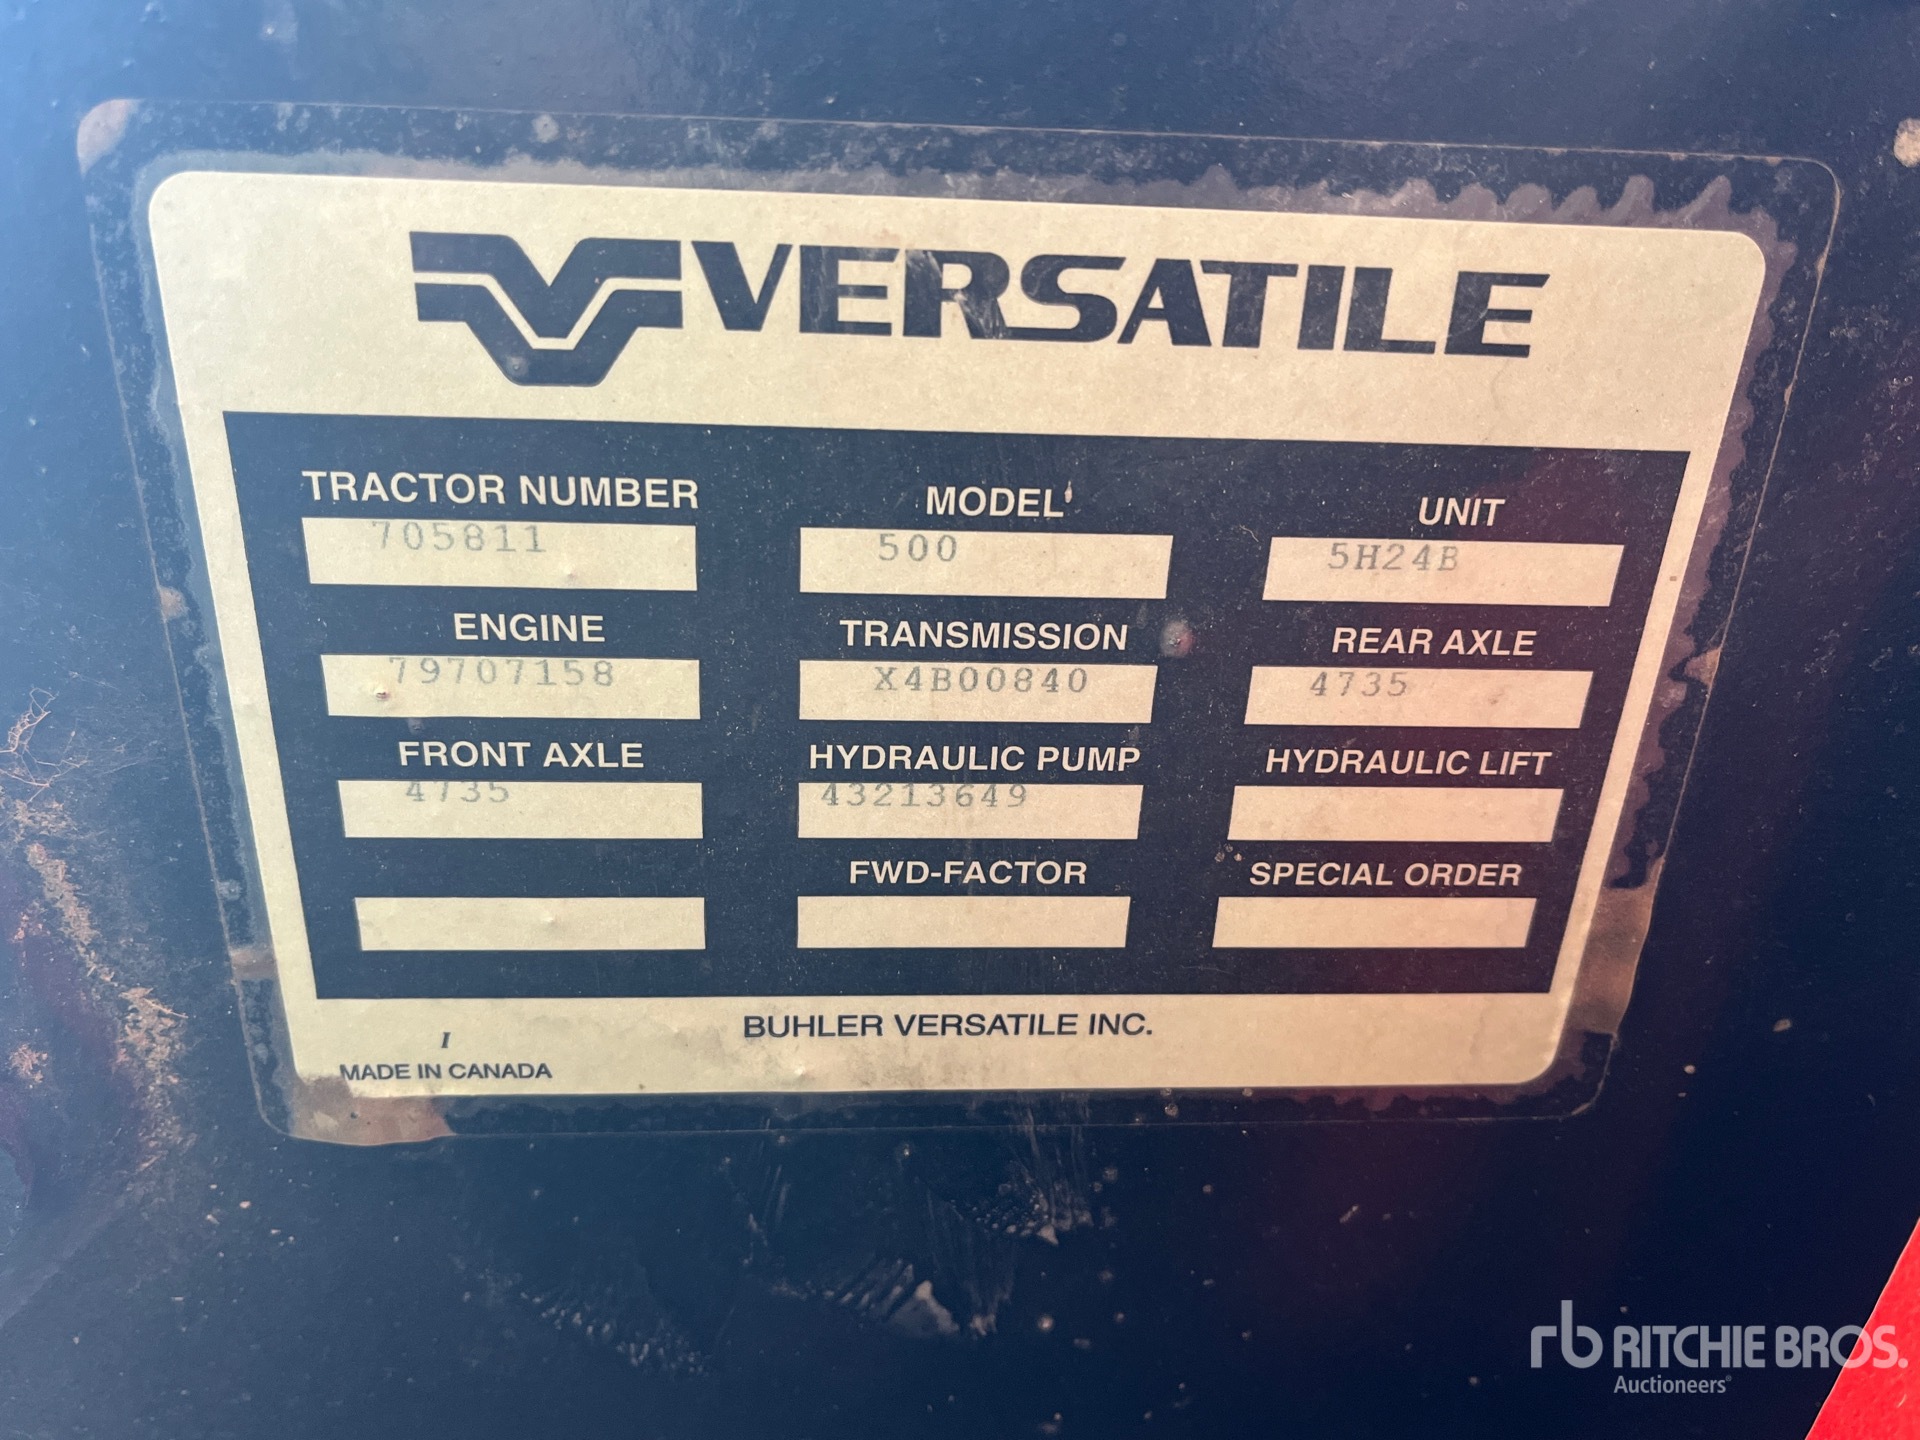 VERSATILE
TRACTOR NUMBER MODEL UNIT
705811 500 5H24B
ENGINE TRANSMISSION REAR AXLE
79707158 X4B00840 4735
FRONT AXLE HYDRAULIC PUMP HYDRAULIC LIFT
4735 43213649
FWD-FACTOR SPECIAL ORDER
BUHLER VERSATILE INC.
I
MADE IN CANADA
rb RITCHIE BROS.
Auctioneers